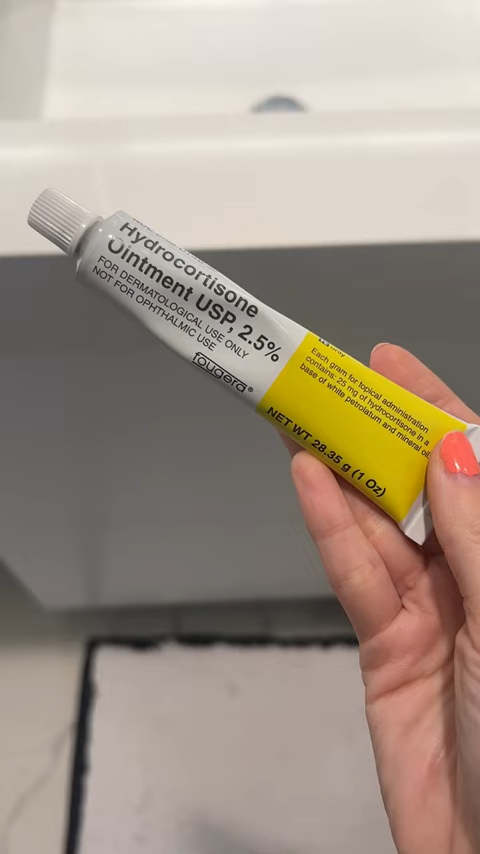 Hydrocortisone
Ointment USP, 2.5%
FOR DERMATOLOGICAL USE ONLY
NOT FOR OPHTHALMIC USE
fougera®
Each gram for topical administration
contains: 25 mg of hydrocortisone in a
base of white petrolatum and mineral oil.
NET WT 28.35 g (1 Oz)